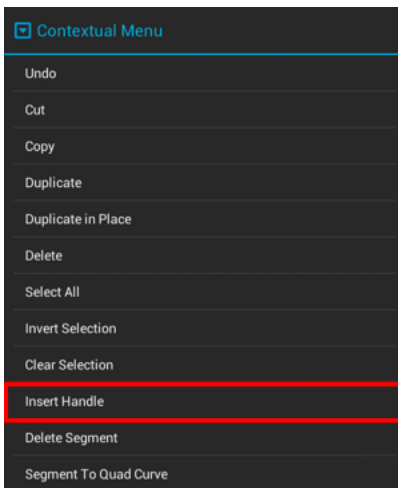 Contextual Menu
Undo
Cut
Copy
Duplicate
Duplicate in Place
Delete
Select All
Invert Selection
Clear Selection
Insert Handle
Delete Segment
Segment To Quad Curve